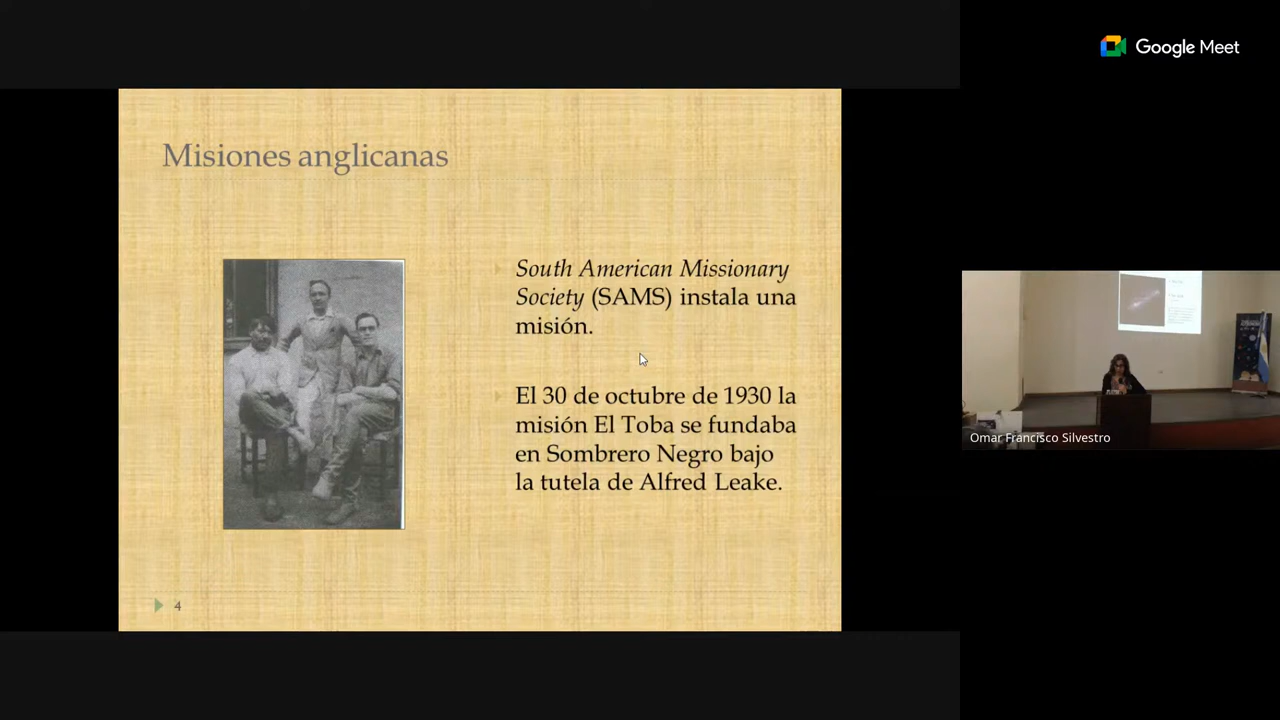 Google Meet
Misiones anglicanas
South American Missionary
Society (SAMS) instala una
misión.
El 30 de octubre de 1930 la
misión El Toba se fundaba
en Sombrero Negro bajo
la tutela de Alfred Leake.
4
Omar Francisco Silvestro